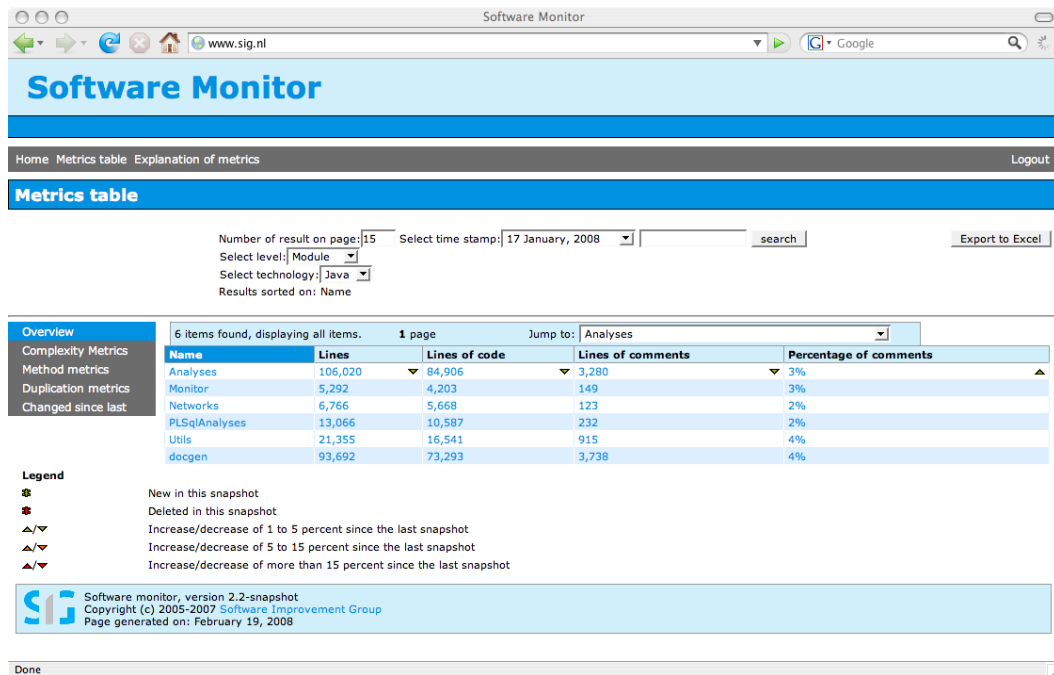 Software Monitor
www.sig.nl
G Google
Software Monitor
Home Metrics table Explanation of metrics Logout
Metrics table
Number of result on page: 15 Select time stamp: 17 January, 2008 search Export to Excel
Select level: Module
Select technology: Java
Results sorted on: Name
Overview
Complexity Metrics
Method metrics
Duplication metrics
Changed since last
6 items found, displaying all items. 1 page Jump to: Analyses
Name Lines Lines of code Lines of comments Percentage of comments
Analyses 106,020 84,906 3,280 3%
Monitor 5,292 4,203 149 3%
Networks 6,766 5,668 123 2%
PLSqlAnalyses 13,066 10,587 232 2%
Utils 21,355 16,541 915 4%
docgen 93,692 73,293 3,738 4%
Legend
New in this snapshot
Deleted in this snapshot
/ Increase/decrease of 1 to 5 percent since the last snapshot
/ Increase/decrease of 5 to 15 percent since the last snapshot
/ Increase/decrease of more than 15 percent since the last snapshot
SIG
Software monitor, version 2.2-snapshot
Copyright (c) 2005-2007 Software Improvement Group
Page generated on: February 19, 2008
Done